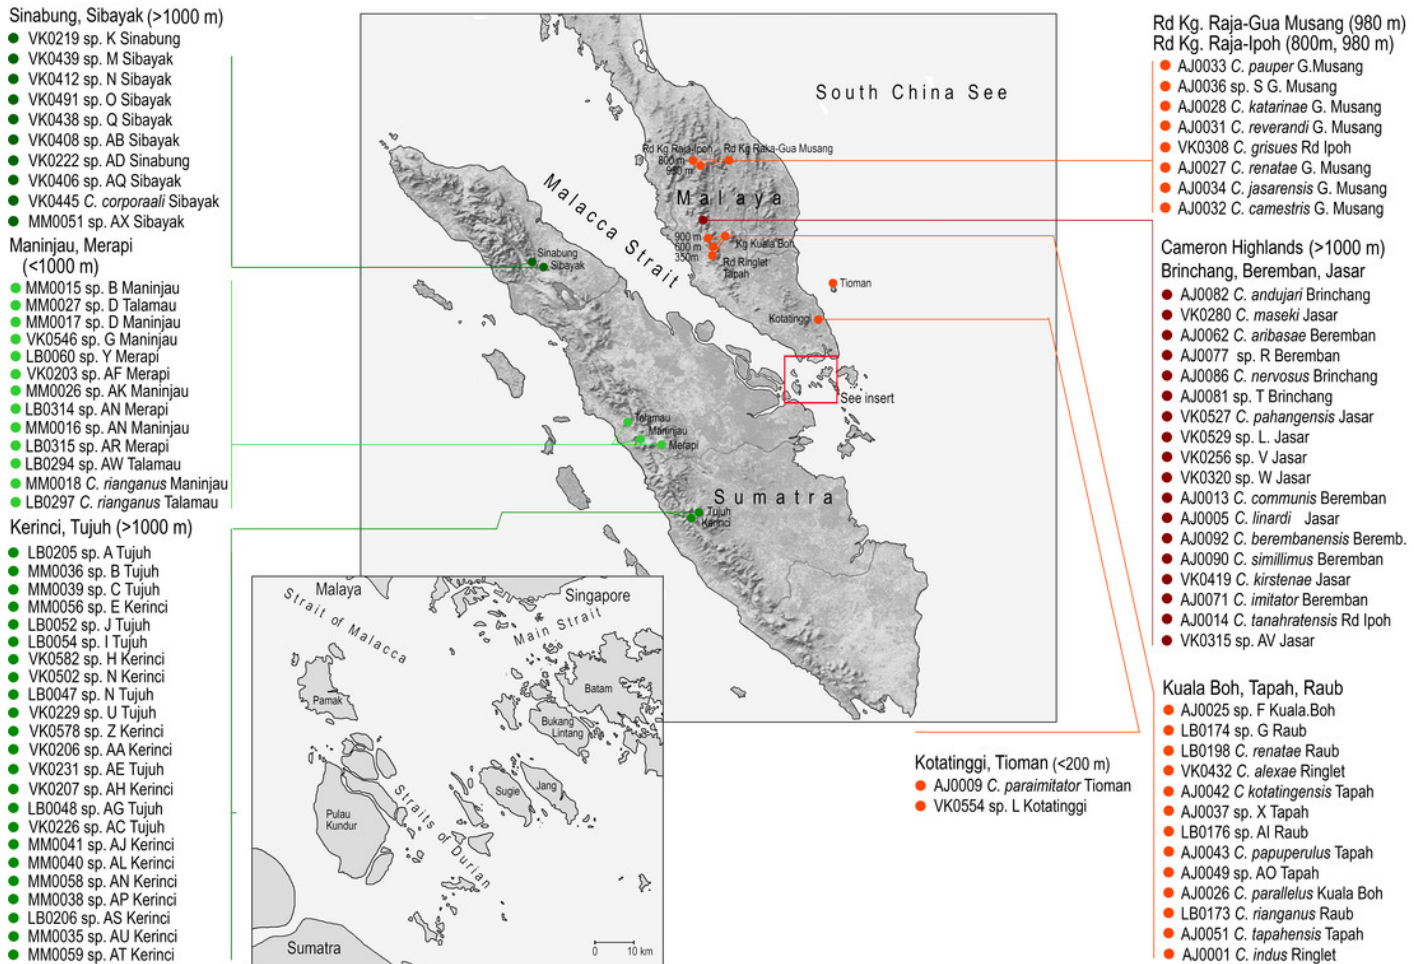 Sinabung, Sibayak (>1000 m)
VK0219 sp. K Sinabung
VK0439 sp. M Sibayak
VK0412 sp. N Sibayak
VK0491 sp. O Sibayak
VK0438 sp. Q Sibayak
VK0408 sp. AB Sibayak
VK0222 sp. AD Sinabung
VK0406 sp. AQ Sibayak
VK0445 C. corporaali Sibayak
MM0051 sp. AX Sibayak
Maninjau, Merapi
(<1000 m)
MM0015 sp. B Maninjau
MM0027 sp. D Talamau
MM0017 sp. D Maninjau
VK0546 sp. G Maninjau
LB0060 sp. Y Merapi
VK0203 sp. AF Merapi
MM0026 sp. AK Maninjau
LB0314 sp. AN Merapi
MM0016 sp. AN Maninjau
LB0315 sp. AR Merapi
LB0294 sp. AW Talamau
MM0018 C. rianganus Maninjau
LB0297 C. rianganus Talamau
Kerinci, Tujuh (>1000 m)
LB0205 sp. A Tujuh
MM0036 sp. B Tujuh
MM0039 sp. C Tujuh
MM0056 sp. E Kerinci
LB0052 sp. J Tujuh
LB0054 sp. I Tujuh
VK0582 sp. H Kerinci
VK0502 sp. N Kerinci
LB0047 sp. N Tujuh
VK0229 sp. U Tujuh
VK0578 sp. Z Kerinci
VK0206 sp. AA Kerinci
VK0231 sp. AE Tujuh
VK0207 sp. AH Kerinci
LB0048 sp. AG Tujuh
VK0226 sp. AC Tujuh
MM0041 sp. AJ Kerinci
MM0040 sp. AL Kerinci
MM0058 sp. AN Kerinci
MM0038 sp. AP Kerinci
LB0206 sp. AS Kerinci
MM0035 sp. AU Kerinci
MM0059 sp. AT Kerinci
South China See
Rd Kg Raja-Ipoh
Rd Kg Raka-Gua Musang
800 m
980 m
Malaya
Malacca Strait
900 m
600 m
350m
Kg Kuala Boh
Rd Ringlet
Tapah
Tioman
Kotatinggi
See insert
Sinabung
Sibayak
Talamau
Maninjau
Merapi
Sumatra
Tujuh
Kerinci
Malaya
Singapore
Strait of Malacca
Main Strait
Pamak
Batam
Bukang
Lintang
Sugie
Jang
Pulau
Kundur
Straits of Durian
Sumatra
0 10 km
Rd Kg. Raja-Gua Musang (980 m)
Rd Kg. Raja-Ipoh (800m, 980 m)
AJ0033 C. pauper G.Musang
AJ0036 sp. S G. Musang
AJ0028 C. katarinae G. Musang
AJ0031 C. reverandi G. Musang
VK0308 C. grisues Rd Ipoh
AJ0027 C. renatae G. Musang
AJ0034 C. jasarensis G. Musang
AJ0032 C. camestris G. Musang
Cameron Highlands (>1000 m)
Brinchang, Beremban, Jasar
AJ0082 C. andujari Brinchang
VK0280 C. maseki Jasar
AJ0062 C. aribasae Beremban
AJ0077 sp. R Beremban
AJ0086 C. nervosus Brinchang
AJ0081 sp. T Brinchang
VK0527 C. pahangensis Jasar
VK0529 sp. L. Jasar
VK0256 sp. V Jasar
VK0320 sp. W Jasar
AJ0013 C. communis Beremban
AJ0005 C. linardi Jasar
AJ0092 C. berembanensis Beremb.
AJ0090 C. simillimus Beremban
VK0419 C. kirstenae Jasar
AJ0071 C. imitator Beremban
AJ0014 C. tanahratensis Rd Ipoh
VK0315 sp. AV Jasar
Kuala Boh, Tapah, Raub
AJ0025 sp. F Kuala.Boh
LB0174 sp. G Raub
LB0198 C. renatae Raub
VK0432 C. alexae Ringlet
AJ0042 C kotatingensis Tapah
AJ0037 sp. X Tapah
LB0176 sp. AI Raub
AJ0043 C. papuperulus Tapah
AJ0049 sp. AO Tapah
AJ0026 C. parallelus Kuala Boh
LB0173 C. rianganus Raub
AJ0051 C. tapahensis Tapah
AJ0001 C. indus Ringlet
Kotatinggi, Tioman (<200 m)
AJ0009 C. paraimitator Tioman
VK0554 sp. L Kotatinggi